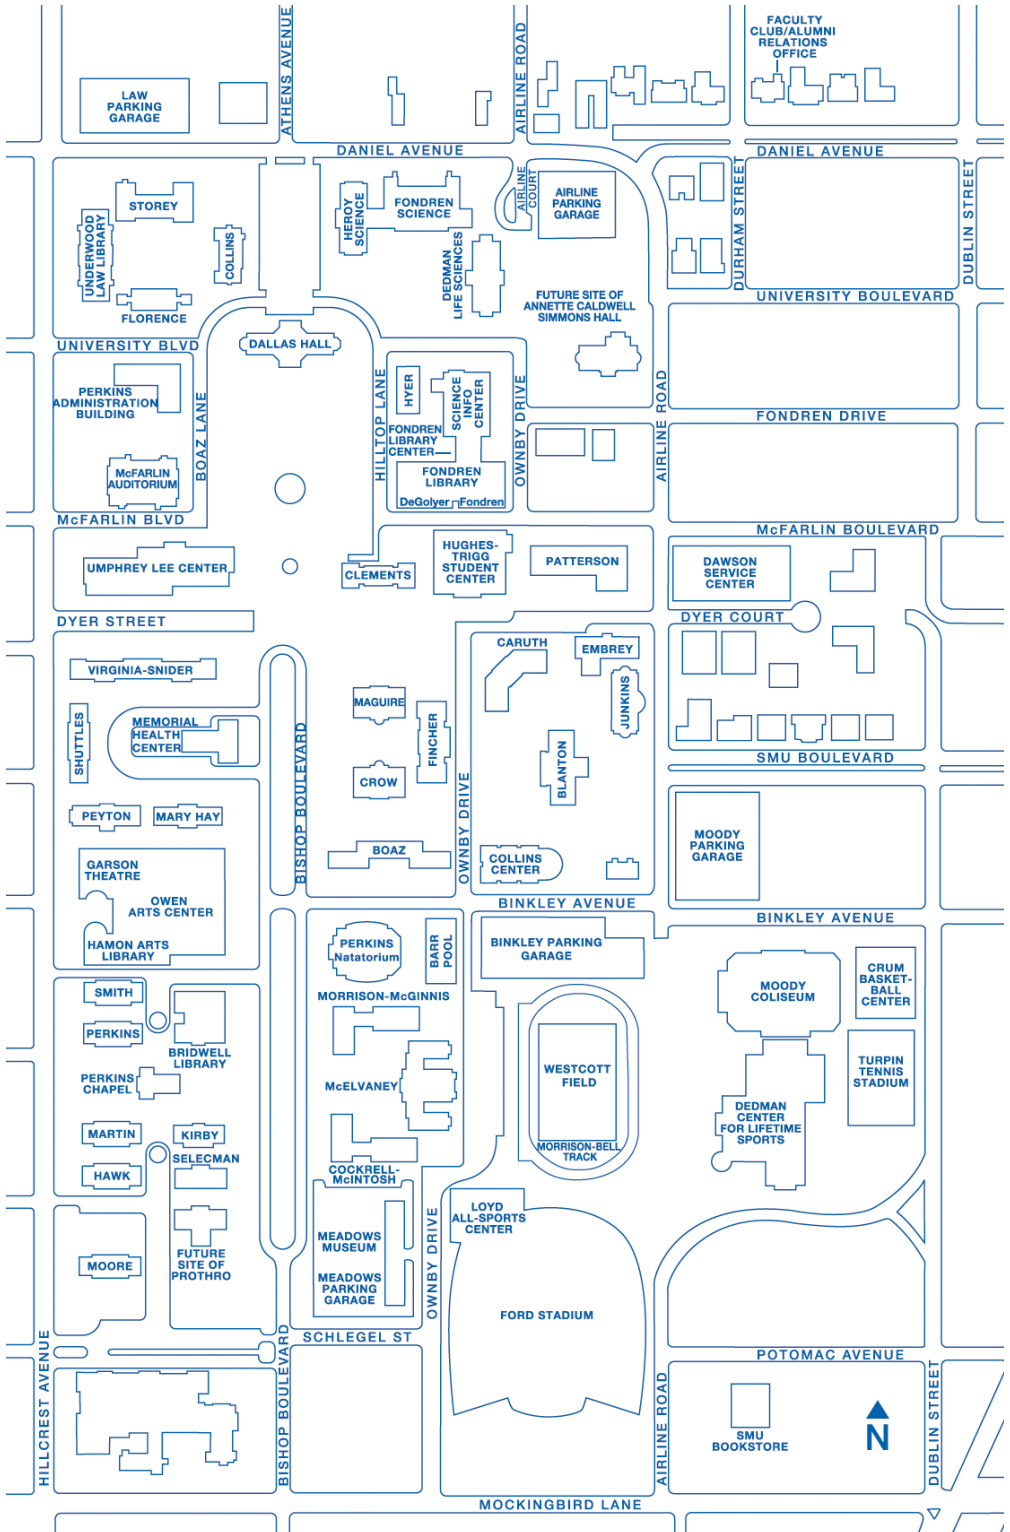 FACULTY
CLUB/ALUMNI
RELATIONS
OFFICE
LAW
PARKING
GARAGE
ATHENS AVENUE
AIRLINE ROAD
DANIEL AVENUE
DANIEL AVENUE
STOREY
UNDERWOOD
LAW LIBRARY
COLLINS
FLORENCE
HEROY
SCIENCE
FONDREN
SCIENCE
AIRLINE
COURT
AIRLINE
PARKING
GARAGE
DURHAM STREET
DUBLIN STREET
DEDMAN
LIFE SCIENCES
FUTURE SITE OF
ANNETTE CALDWELL
SIMMONS HALL
UNIVERSITY BOULEVARD
UNIVERSITY BLVD
DALLAS HALL
PERKINS
ADMINISTRATION
BUILDING
BOAZ LANE
HILLTOP LANE
HYER
SCIENCE
INFO
CENTER
OWNBY DRIVE
AIRLINE ROAD
FONDREN DRIVE
FONDREN
LIBRARY
CENTER
McFARLIN
AUDITORIUM
FONDREN
LIBRARY
DeGolyer
Fondren
McFARLIN BLVD
McFARLIN BOULEVARD
UMPHREY LEE CENTER
CLEMENTS
HUGHES-
TRIGG
STUDENT
CENTER
PATTERSON
DAWSON
SERVICE
CENTER
DYER STREET
DYER COURT
VIRGINIA-SNIDER
CARUTH
EMBREY
JUNKINS
MAGUIRE
FINCHER
SHUTTLES
MEMORIAL
HEALTH
CENTER
BISHOP BOULEVARD
BLANTON
SMU BOULEVARD
CROW
OWNBY DRIVE
PEYTON
MARY HAY
BOAZ
COLLINS
CENTER
MOODY
PARKING
GARAGE
GARSON
THEATRE
OWEN
ARTS CENTER
HAMON ARTS
LIBRARY
BINKLEY AVENUE
BINKLEY AVENUE
PERKINS
Natatorium
BARR
POOL
BINKLEY PARKING
GARAGE
MOODY
COLISEUM
CRUM
BASKET-
BALL
CENTER
SMITH
PERKINS
BRIDWELL
LIBRARY
MORRISON-McGINNIS
PERKINS
CHAPEL
McELVANEY
WESTCOTT
FIELD
TURPIN
TENNIS
STADIUM
DEDMAN
CENTER
FOR LIFETIME
SPORTS
MARTIN
KIRBY
MORRISON-BELL
TRACK
HAWK
SELECMAN
COCKRELL-
McINTOSH
LOYD
ALL-SPORTS
CENTER
MEADOWS
MUSEUM
OWNBY DRIVE
MOORE
FUTURE
SITE OF
PROTHRO
MEADOWS
PARKING
GARAGE
FORD STADIUM
SCHLEGEL ST
POTOMAC AVENUE
HILLCREST AVENUE
BISHOP BOULEVARD
AIRLINE ROAD
SMU
BOOKSTORE
N
DUBLIN STREET
MOCKINGBIRD LANE